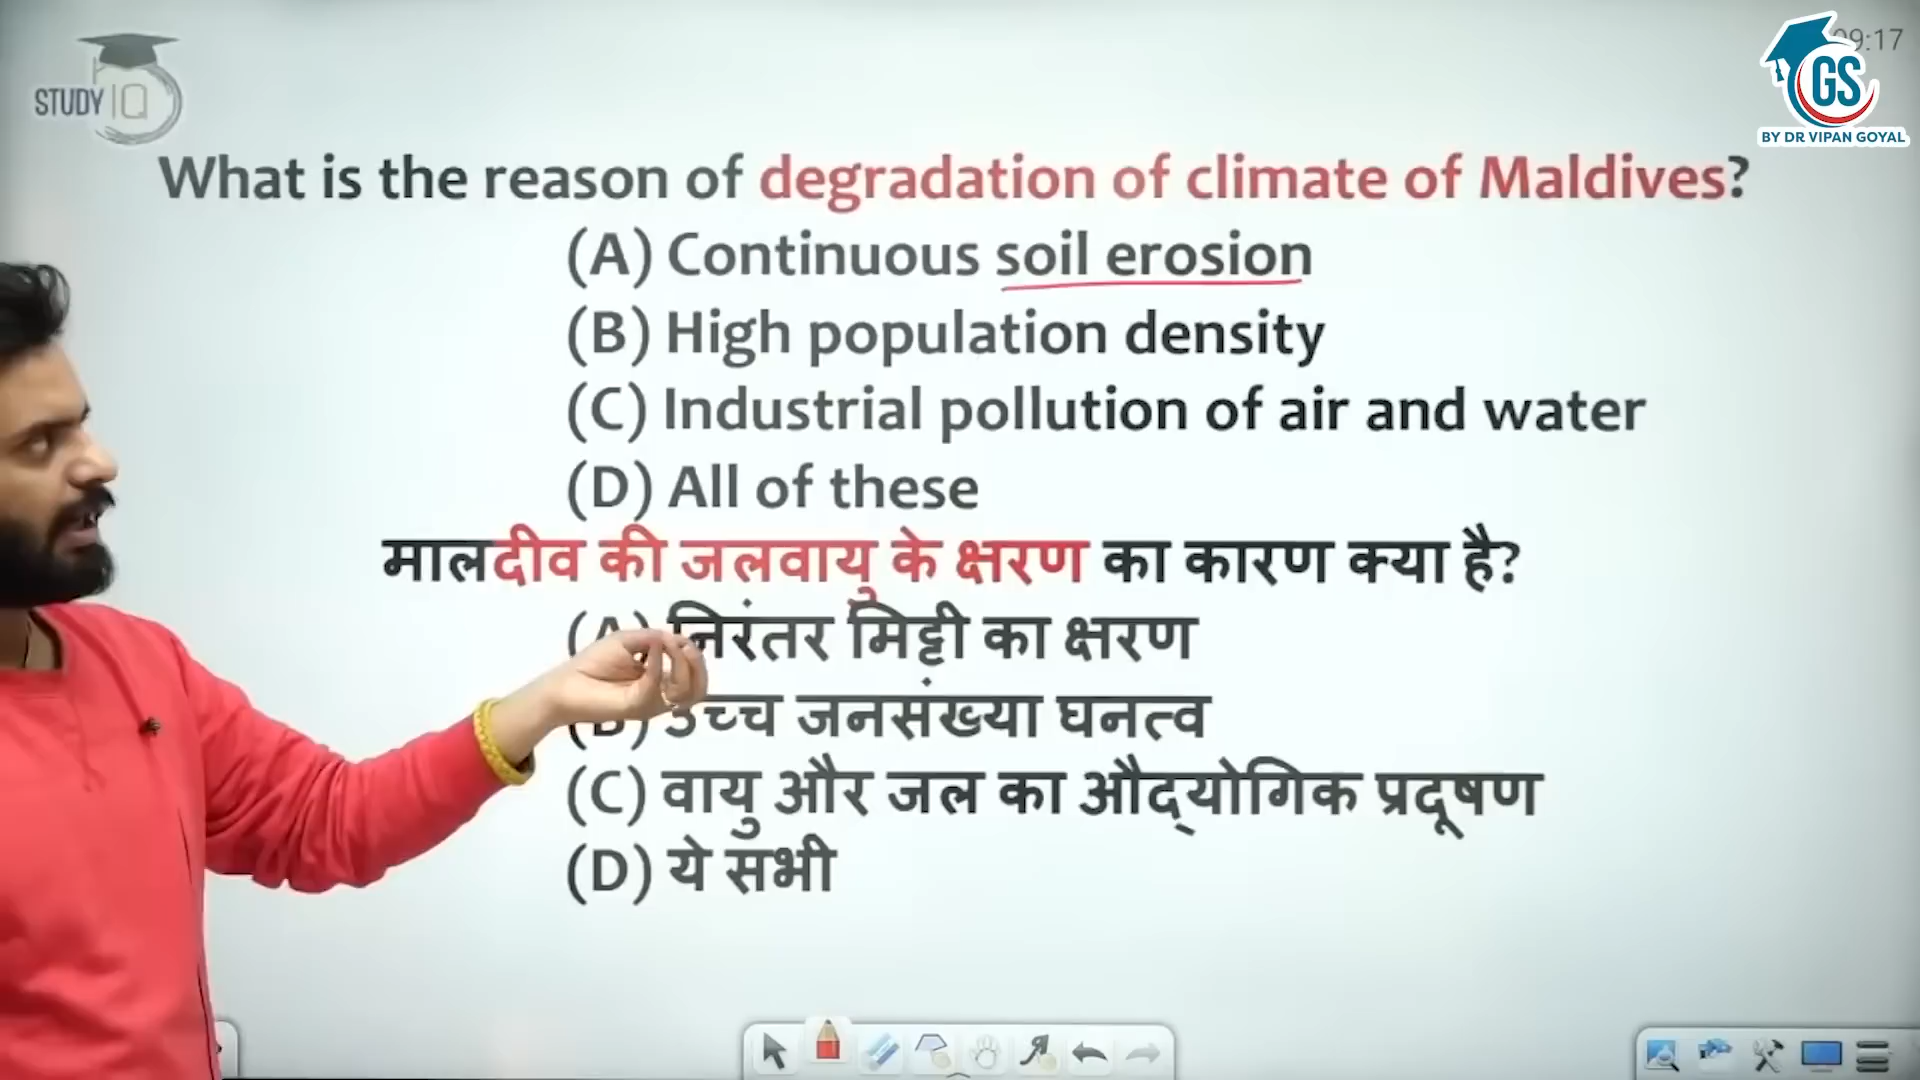 STUDY IQ
09:17
GS
BY DR VIPAN GOYAL
What is the reason of degradation of climate of Maldives?
(A) Continuous soil erosion
(B) High population density
(C) Industrial pollution of air and water
(D) All of these
मालदीव की जलवायु के क्षरण का कारण क्या है?
(A) निरंतर मिट्टी का क्षरण
(B) उच्च जनसंख्या घनत्व
(C) वायु और जल का औद्योगिक प्रदूषण
(D) ये सभी